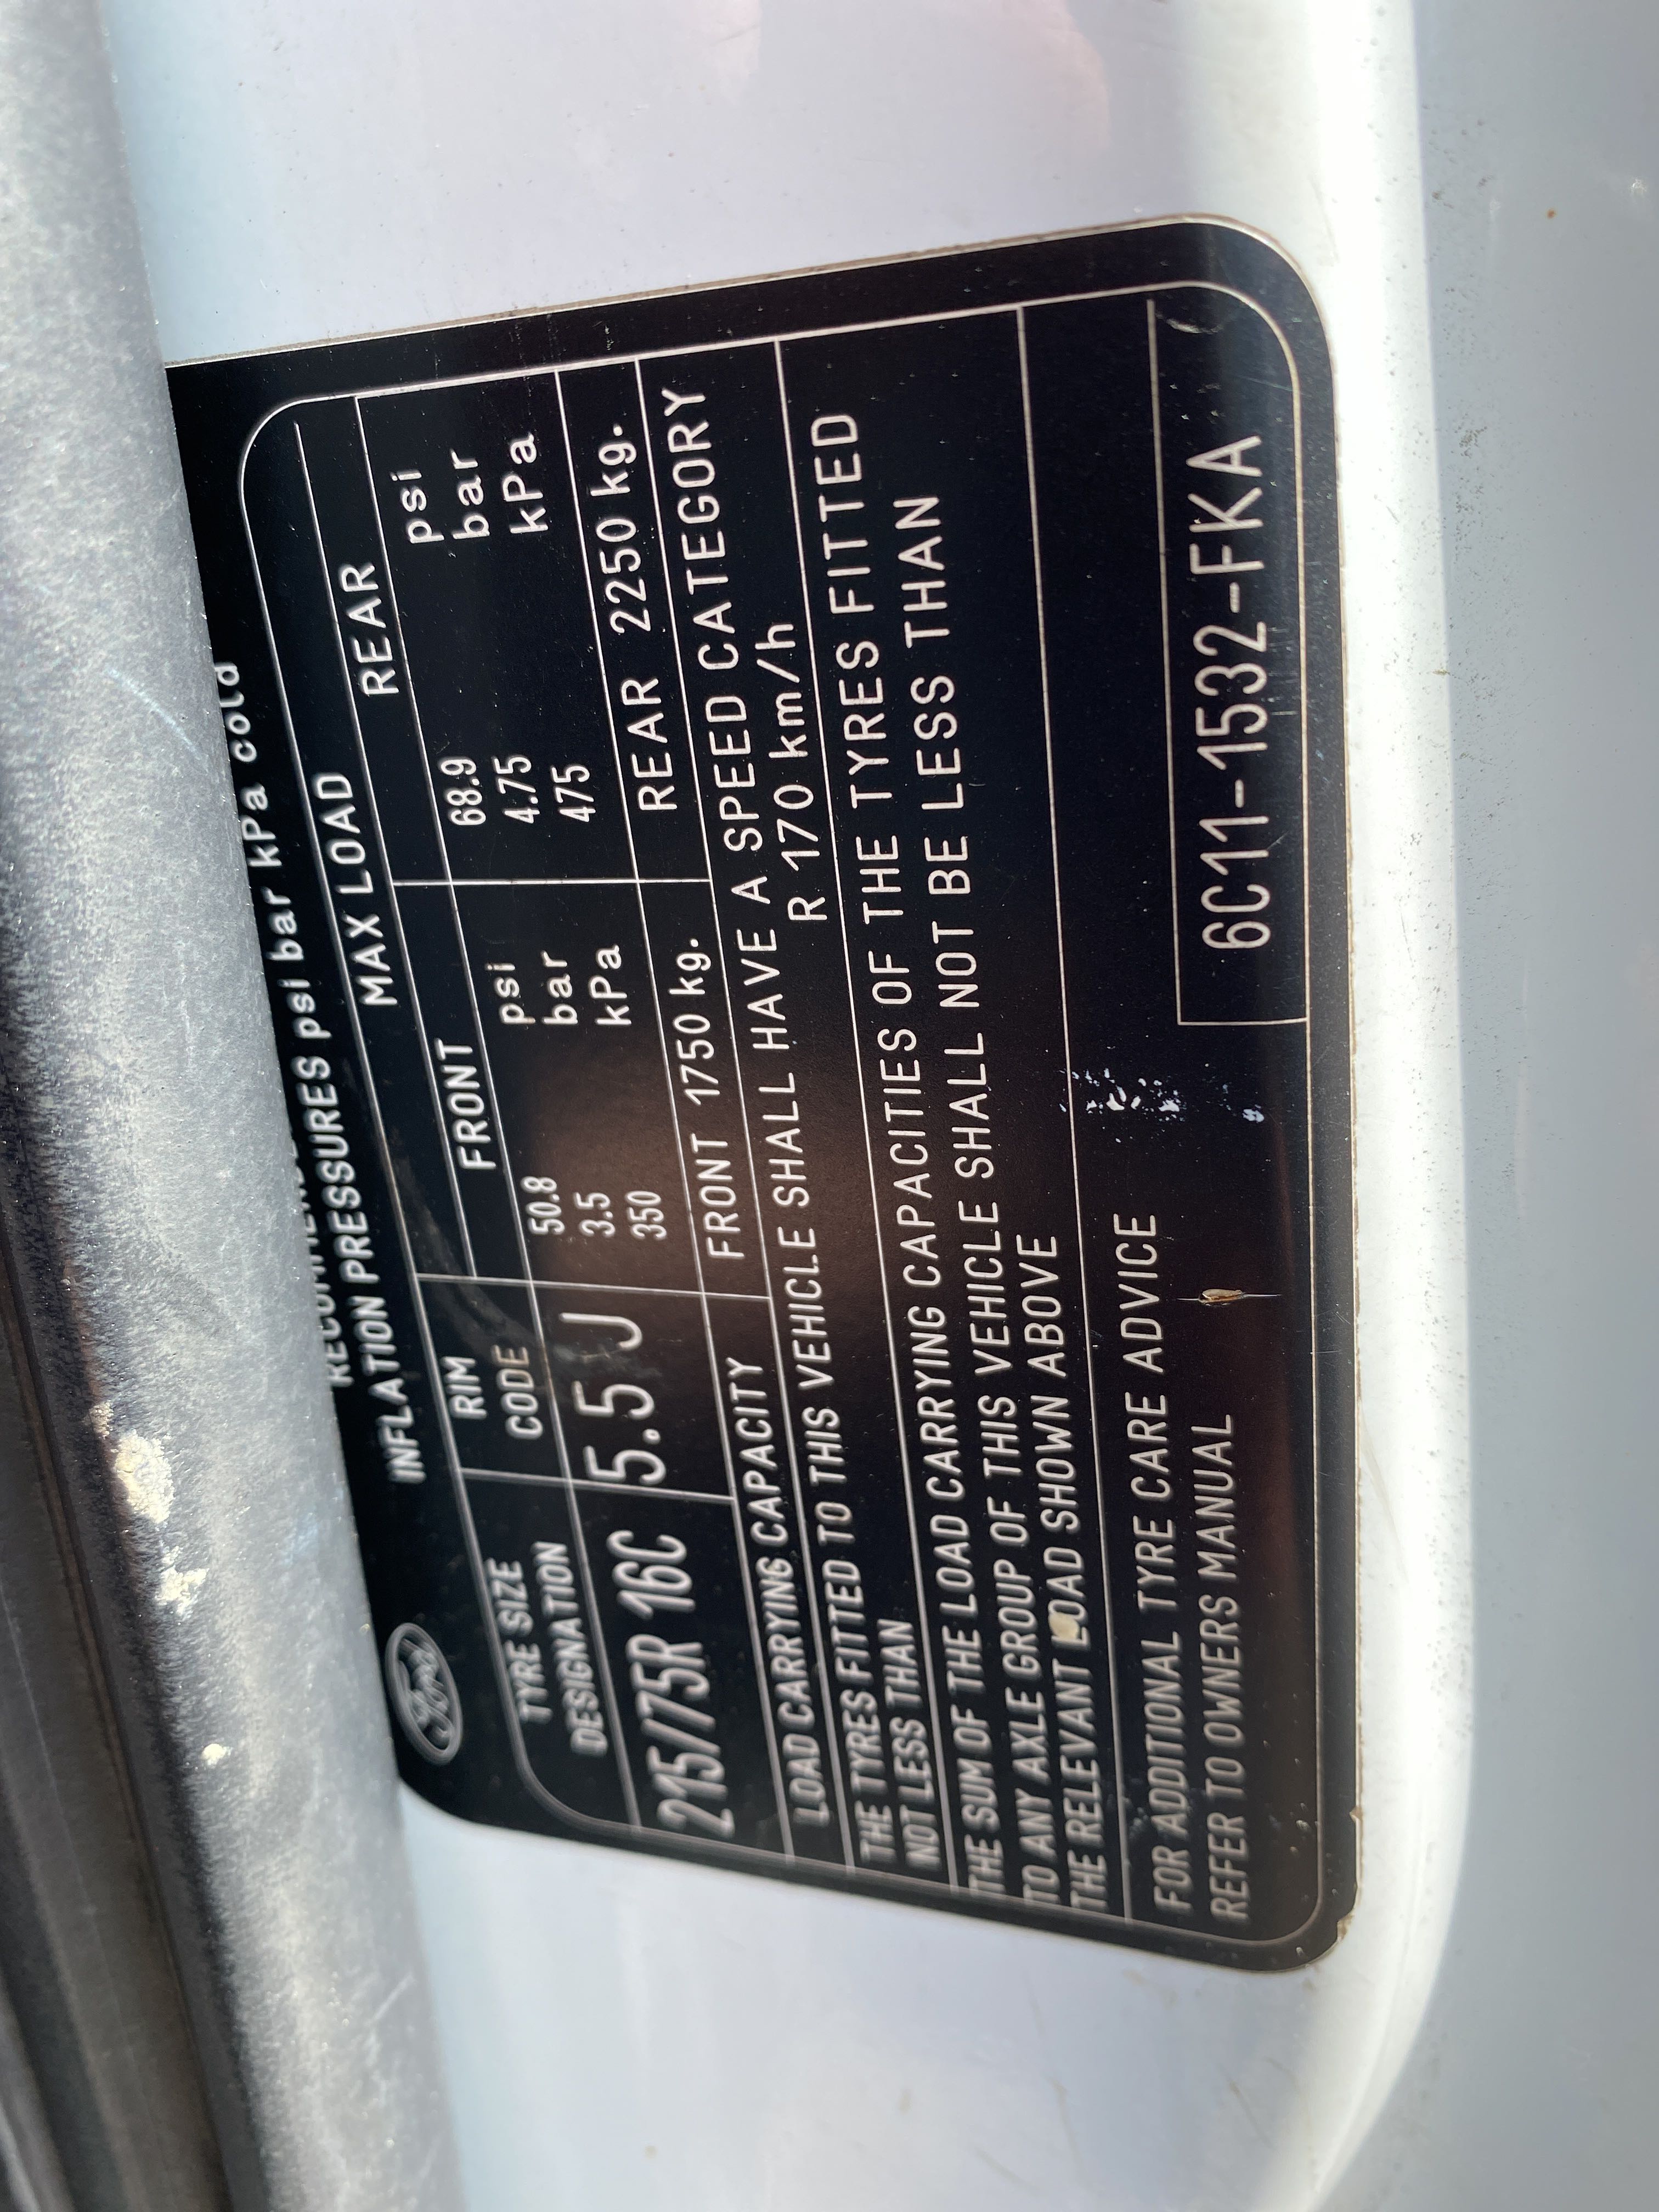 RECOMMENDED
INFLATION PRESSURES psi bar kPa cold
Ford
MAX LOAD
TYRE SIZE DESIGNATION
RIM CODE
FRONT
REAR
215/75R 16C
5.5 J
50.8 psi
3.5 bar
350 kPa
68.9 psi
4.75 bar
475 kPa
LOAD CARRYING CAPACITY FRONT 1750 kg. REAR 2250 kg.
THE TYRES FITTED TO THIS VEHICLE SHALL HAVE A SPEED CATEGORY
NOT LESS THAN R 170 km/h
THE SUM OF THE LOAD CARRYING CAPACITIES OF THE TYRES FITTED
TO ANY AXLE GROUP OF THIS VEHICLE SHALL NOT BE LESS THAN
THE RELEVANT LOAD SHOWN ABOVE
FOR ADDITIONAL TYRE CARE ADVICE
REFER TO OWNERS MANUAL
6C11-1532-FKA